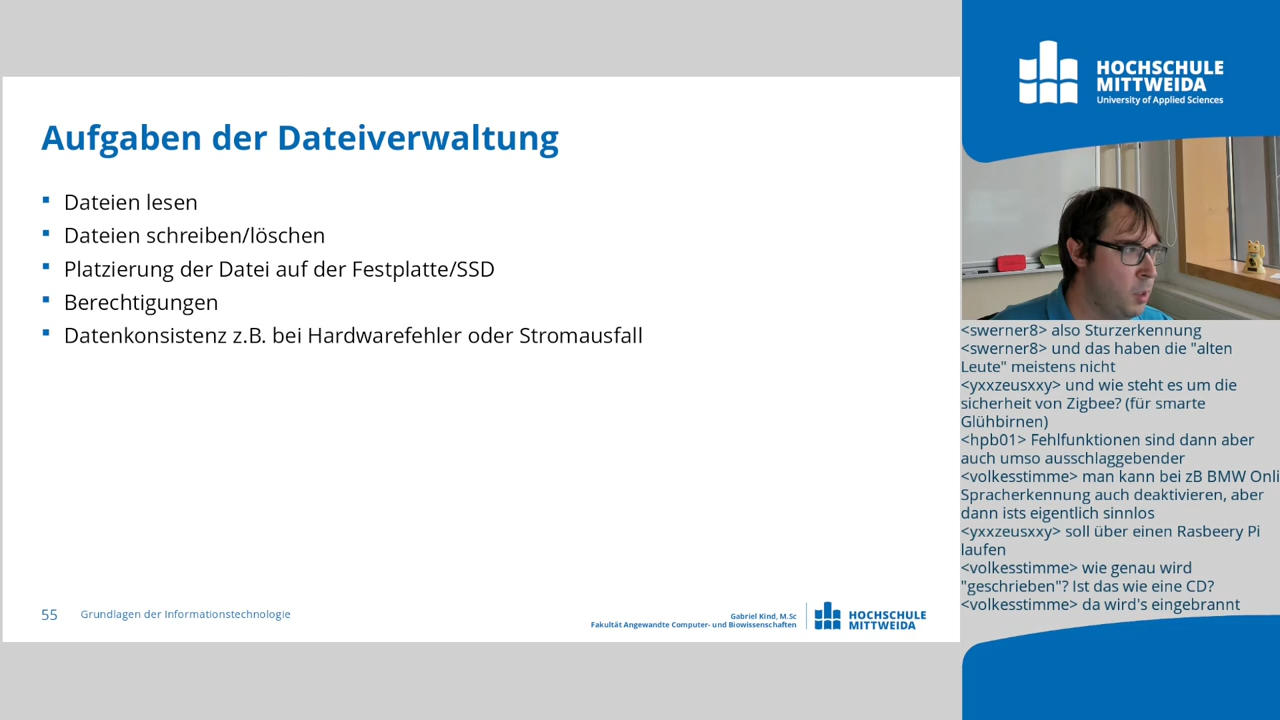 Aufgaben der Dateiverwaltung
Dateien lesen
Dateien schreiben/löschen
Platzierung der Datei auf der Festplatte/SSD
Berechtigungen
Datenkonsistenz z.B. bei Hardwarefehler oder Stromausfall
55 Grundlagen der Informationstechnologie
Gabriel Kind, M.Sc
Fakultät Angewandte Computer- und Biowissenschaften
HOCHSCHULE
MITTWEIDA
HOCHSCHULE
MITTWEIDA
University of Applied Sciences
<swerner8> also Sturzerkennung
<swerner8> und das haben die "alten
Leute" meistens nicht
<yxxzeusxxy> und wie steht es um die
sicherheit von Zigbee? (für smarte
Glühbirnen)
<hpb01> Fehlfunktionen sind dann aber
auch umso ausschlaggebender
<volkesstimme> man kann bei zB BMW Onli
Spracherkennung auch deaktivieren, aber
dann ists eigentlich sinnlos
<yxxzeusxxy> soll über einen Rasbeery Pi
laufen
<volkesstimme> wie genau wird
"geschrieben"? Ist das wie eine CD?
<volkesstimme> da wird's eingebrannt